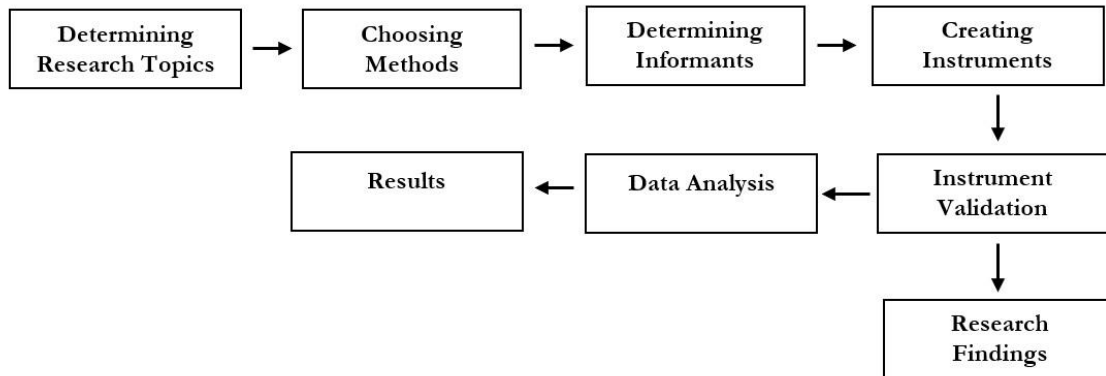 Determining
Research Topics
Choosing
Methods
Determining
Informants
Creating
Instruments
Instrument
Validation
Data Analysis
Results
Research
Findings